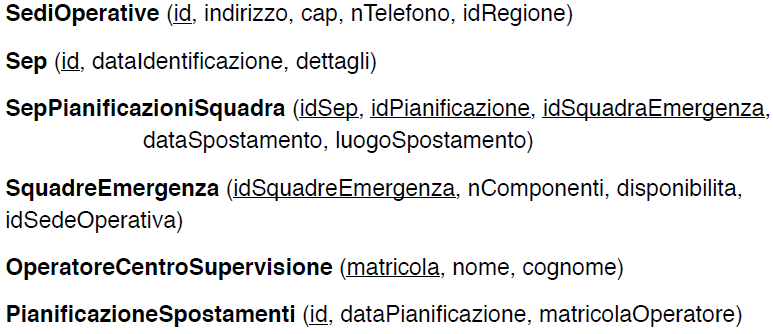 SediOperative (id, indirizzo, cap, nTelefono, idRegione)
Sep (id, dataIdentificazione, dettagli)
SepPianificazioniSquadra (idSep, idPianificazione, idSquadraEmergenza,
dataSpostamento, luogoSpostamento)
SquadreEmergenza (idSquadreEmergenza, nComponenti, disponibilita,
idSedeOperativa)
OperatoreCentroSupervisione (matricola, nome, cognome)
PianificazioneSpostamenti (id, dataPianificazione, matricolaOperatore)